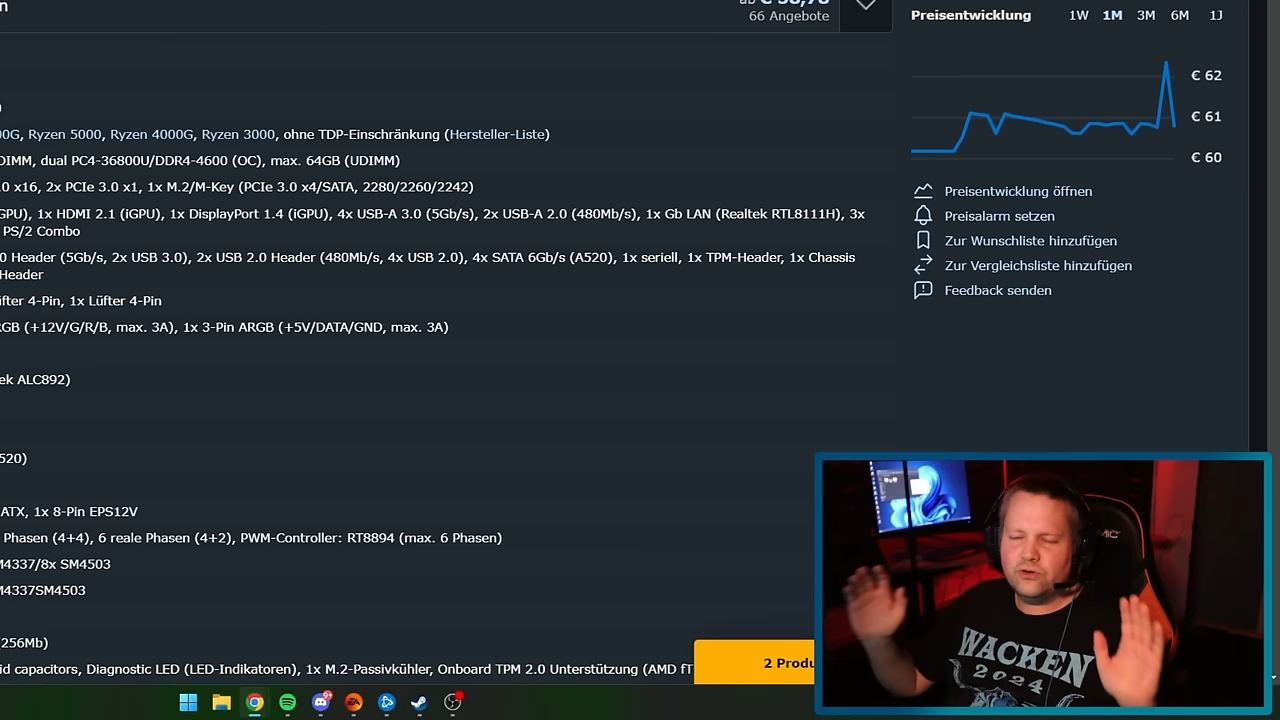 66 Angebote
Preisentwicklung
1W 1M 3M 6M 1J
€ 62
€ 61
€ 60
00G, Ryzen 5000, Ryzen 4000G, Ryzen 3000, ohne TDP-Einschränkung (Hersteller-Liste)
DIMM, dual PC4-36800U/DDR4-4600 (OC), max. 64GB (UDIMM)
.0 x16, 2x PCIe 3.0 x1, 1x M.2/M-Key (PCIe 3.0 x4/SATA, 2280/2260/2242)
GPU), 1x HDMI 2.1 (iGPU), 1x DisplayPort 1.4 (iGPU), 4x USB-A 3.0 (5Gb/s), 2x USB-A 2.0 (480Mb/s), 1x Gb LAN (Realtek RTL8111H), 3x
PS/2 Combo
0 Header (5Gb/s, 2x USB 3.0), 2x USB 2.0 Header (480Mb/s, 4x USB 2.0), 4x SATA 6Gb/s (A520), 1x seriell, 1x TPM-Header, 1x Chassis
Header
üfter 4-Pin, 1x Lüfter 4-Pin
RGB (+12V/G/R/B, max. 3A), 1x 3-Pin ARGB (+5V/DATA/GND, max. 3A)
ek ALC892)
520)
ATX, 1x 8-Pin EPS12V
Phasen (4+4), 6 reale Phasen (4+2), PWM-Controller: RT8894 (max. 6 Phasen)
M4337/8x SM4503
M4337SM4503
(256Mb)
id capacitors, Diagnostic LED (LED-Indikatoren), 1x M.2-Passivkühler, Onboard TPM 2.0 Unterstützung (AMD fT
Preisentwicklung öffnen
Preisalarm setzen
Zur Wunschliste hinzufügen
Zur Vergleichsliste hinzufügen
Feedback senden
2 Produ
WACKEN
2024